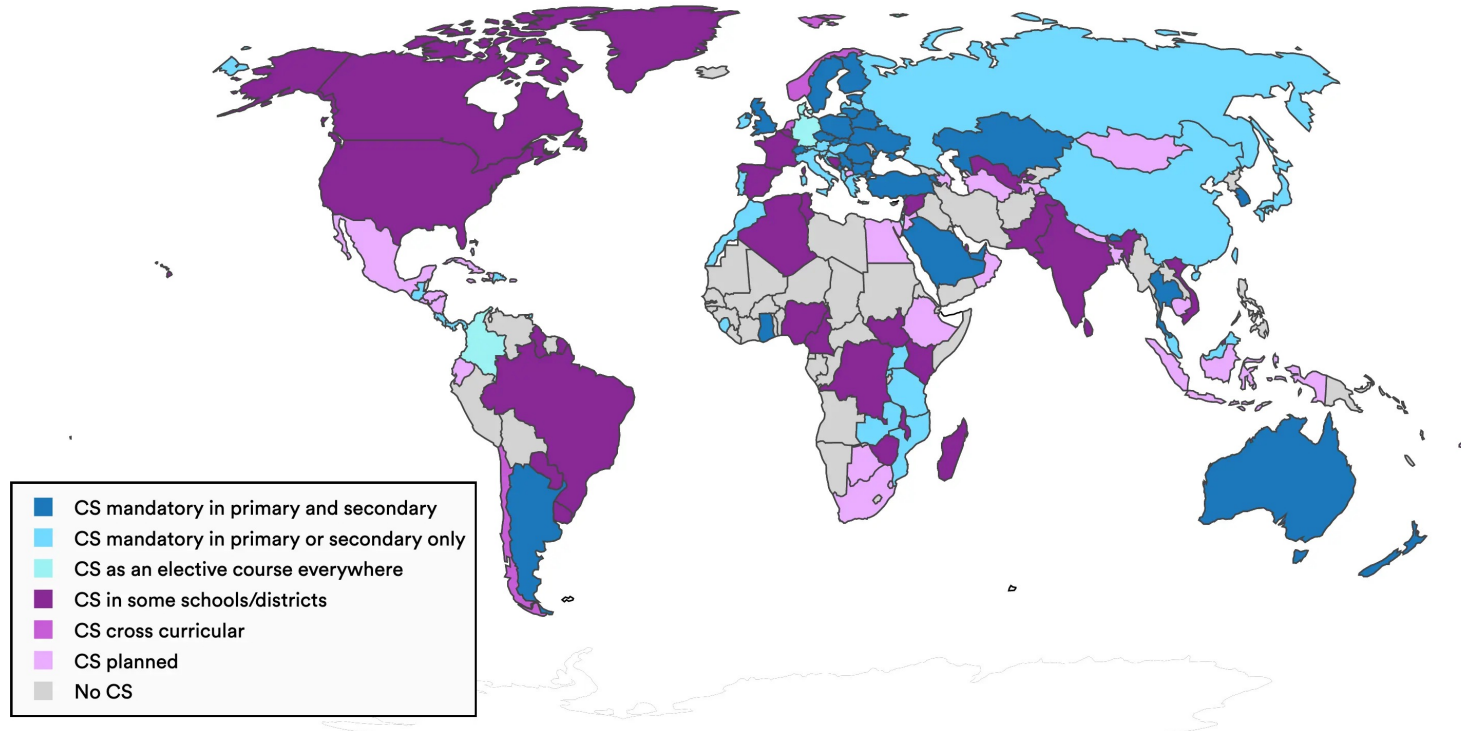 CS mandatory in primary and secondary
CS mandatory in primary or secondary only
CS as an elective course everywhere
CS in some schools/districts
CS cross curricular
CS planned
No CS